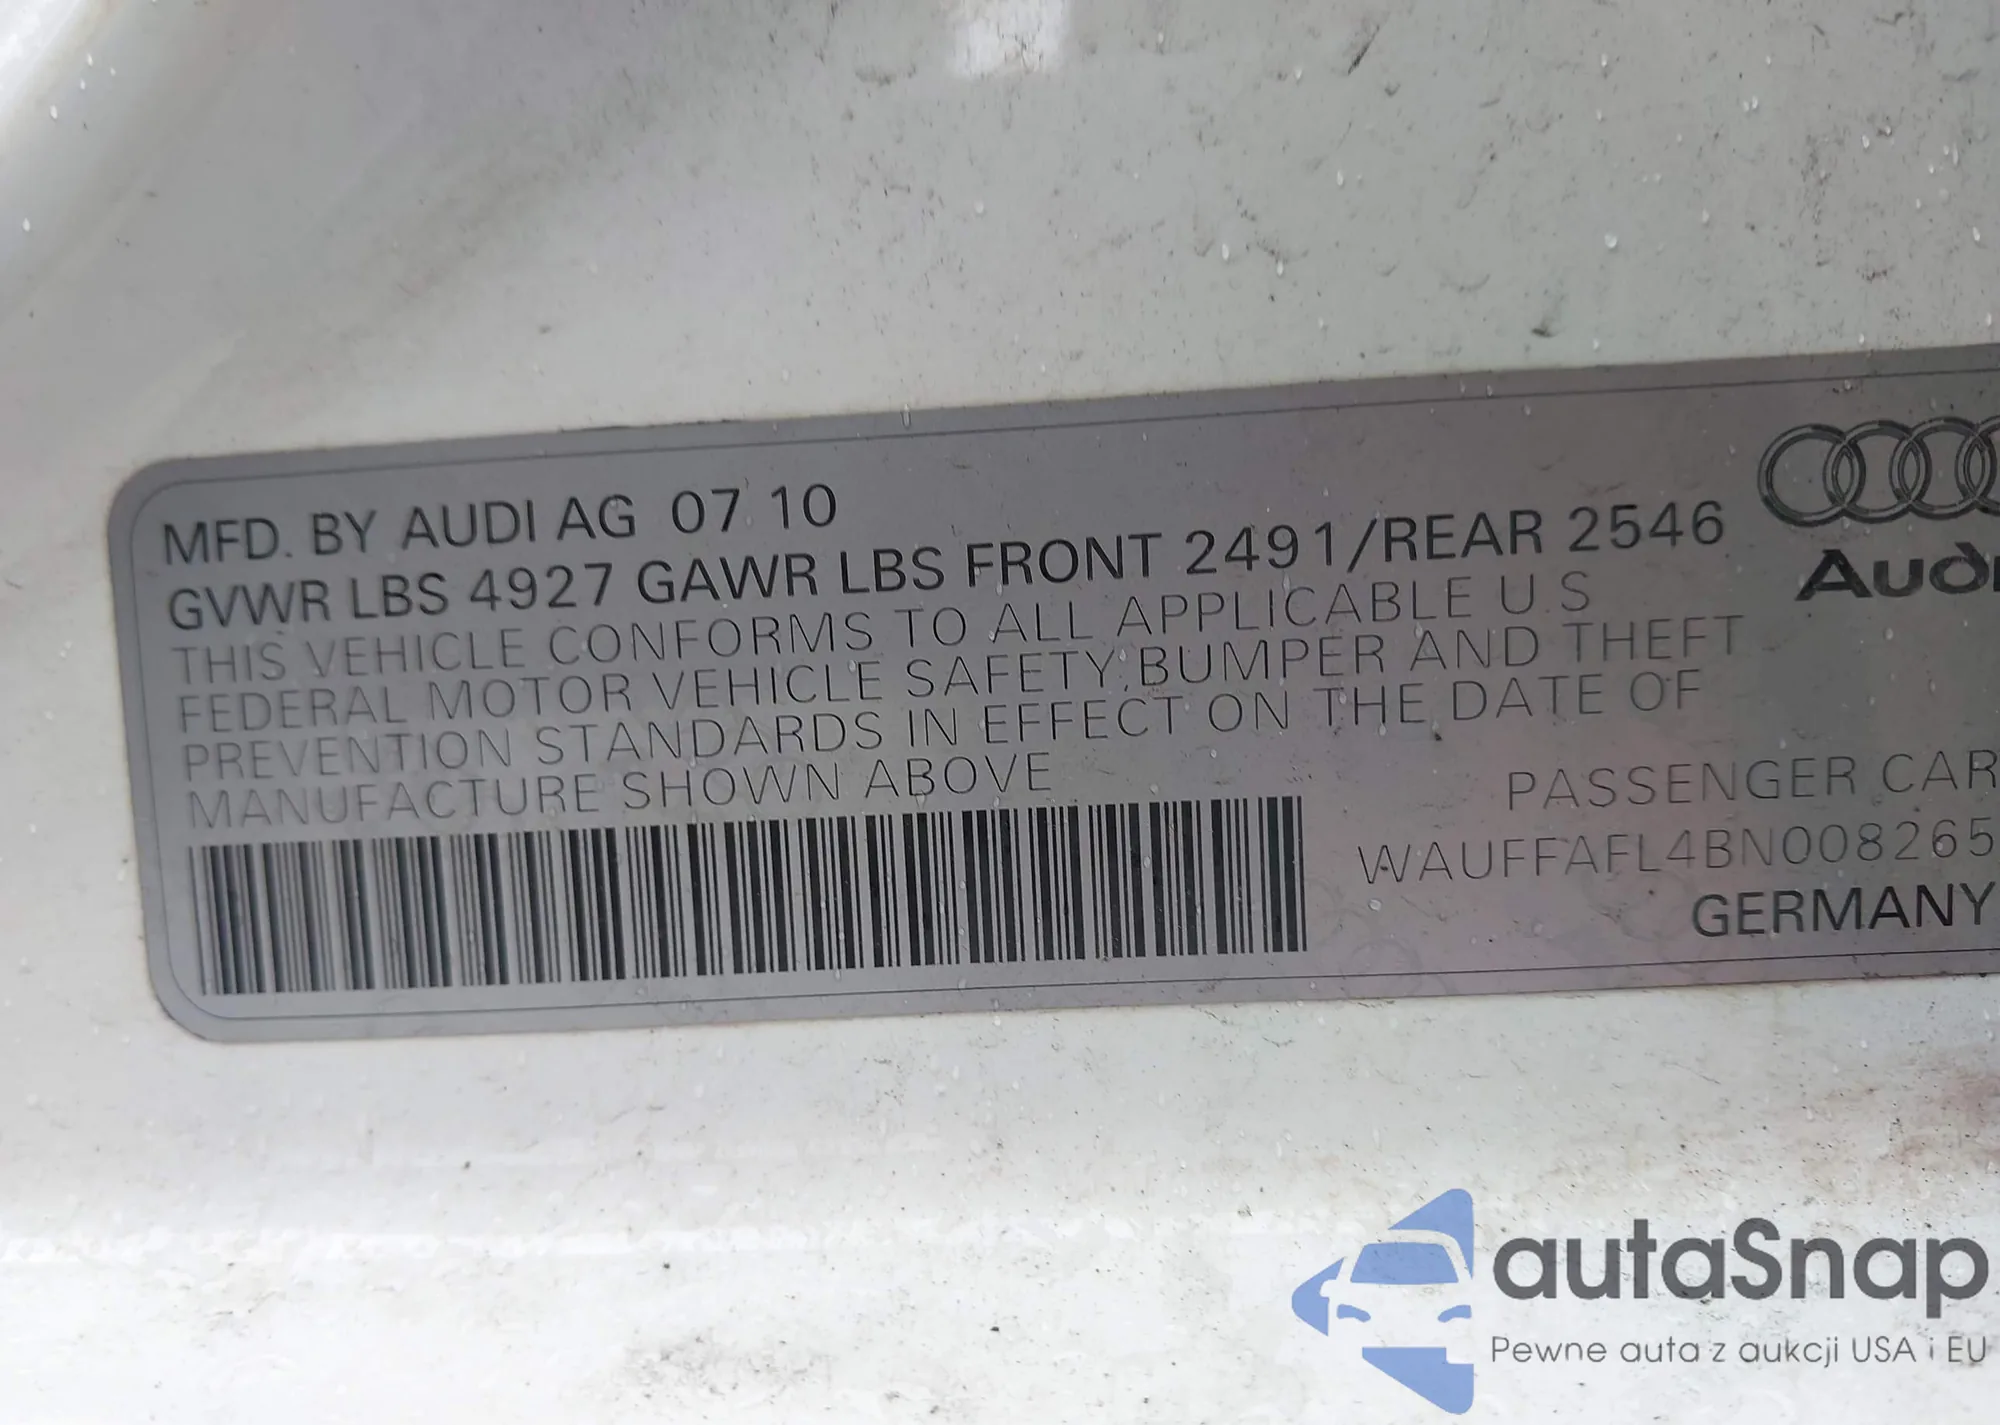 MFD. BY AUDI AG 07 10
GVWR LBS 4927 GAWR LBS FRONT 2491/REAR 2546
THIS VEHICLE CONFORMS TO ALL APPLICABLE U.S
FEDERAL MOTOR VEHICLE SAFETY, BUMPER AND THEFT
PREVENTION STANDARDS IN EFFECT ON THE DATE OF
MANUFACTURE SHOWN ABOVE
Audi
PASSENGER CAR
WAUFFAFL4BN008265
GERMANY
autaSnap
Pewne auta z aukcji USA i EU